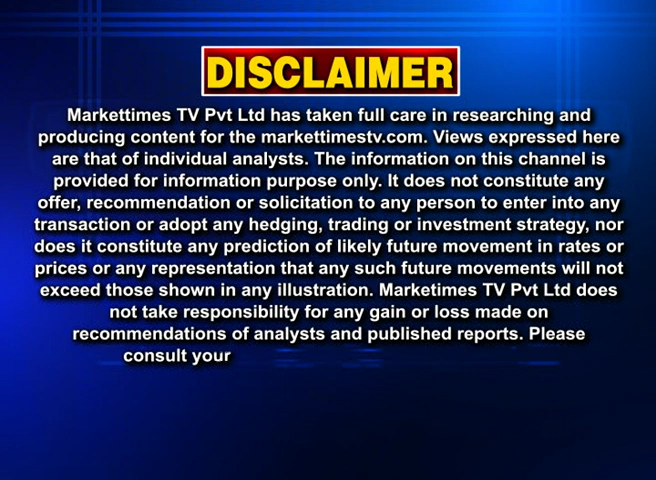 DISCLAIMER
Markettimes TV Pvt Ltd has taken full care in researching and
producing content for the markettimestv.com. Views expressed here
are that of individual analysts. The information on this channel is
provided for information purpose only. It does not constitute any
offer, recommendation or solicitation to any person to enter into any
transaction or adopt any hedging, trading or investment strategy, nor
does it constitute any prediction of likely future movement in rates or
prices or any representation that any such future movements will not
exceed those shown in any illustration. Marketimes TV Pvt Ltd does
not take responsibility for any gain or loss made on
recommendations of analysts and published reports. Please
consult your